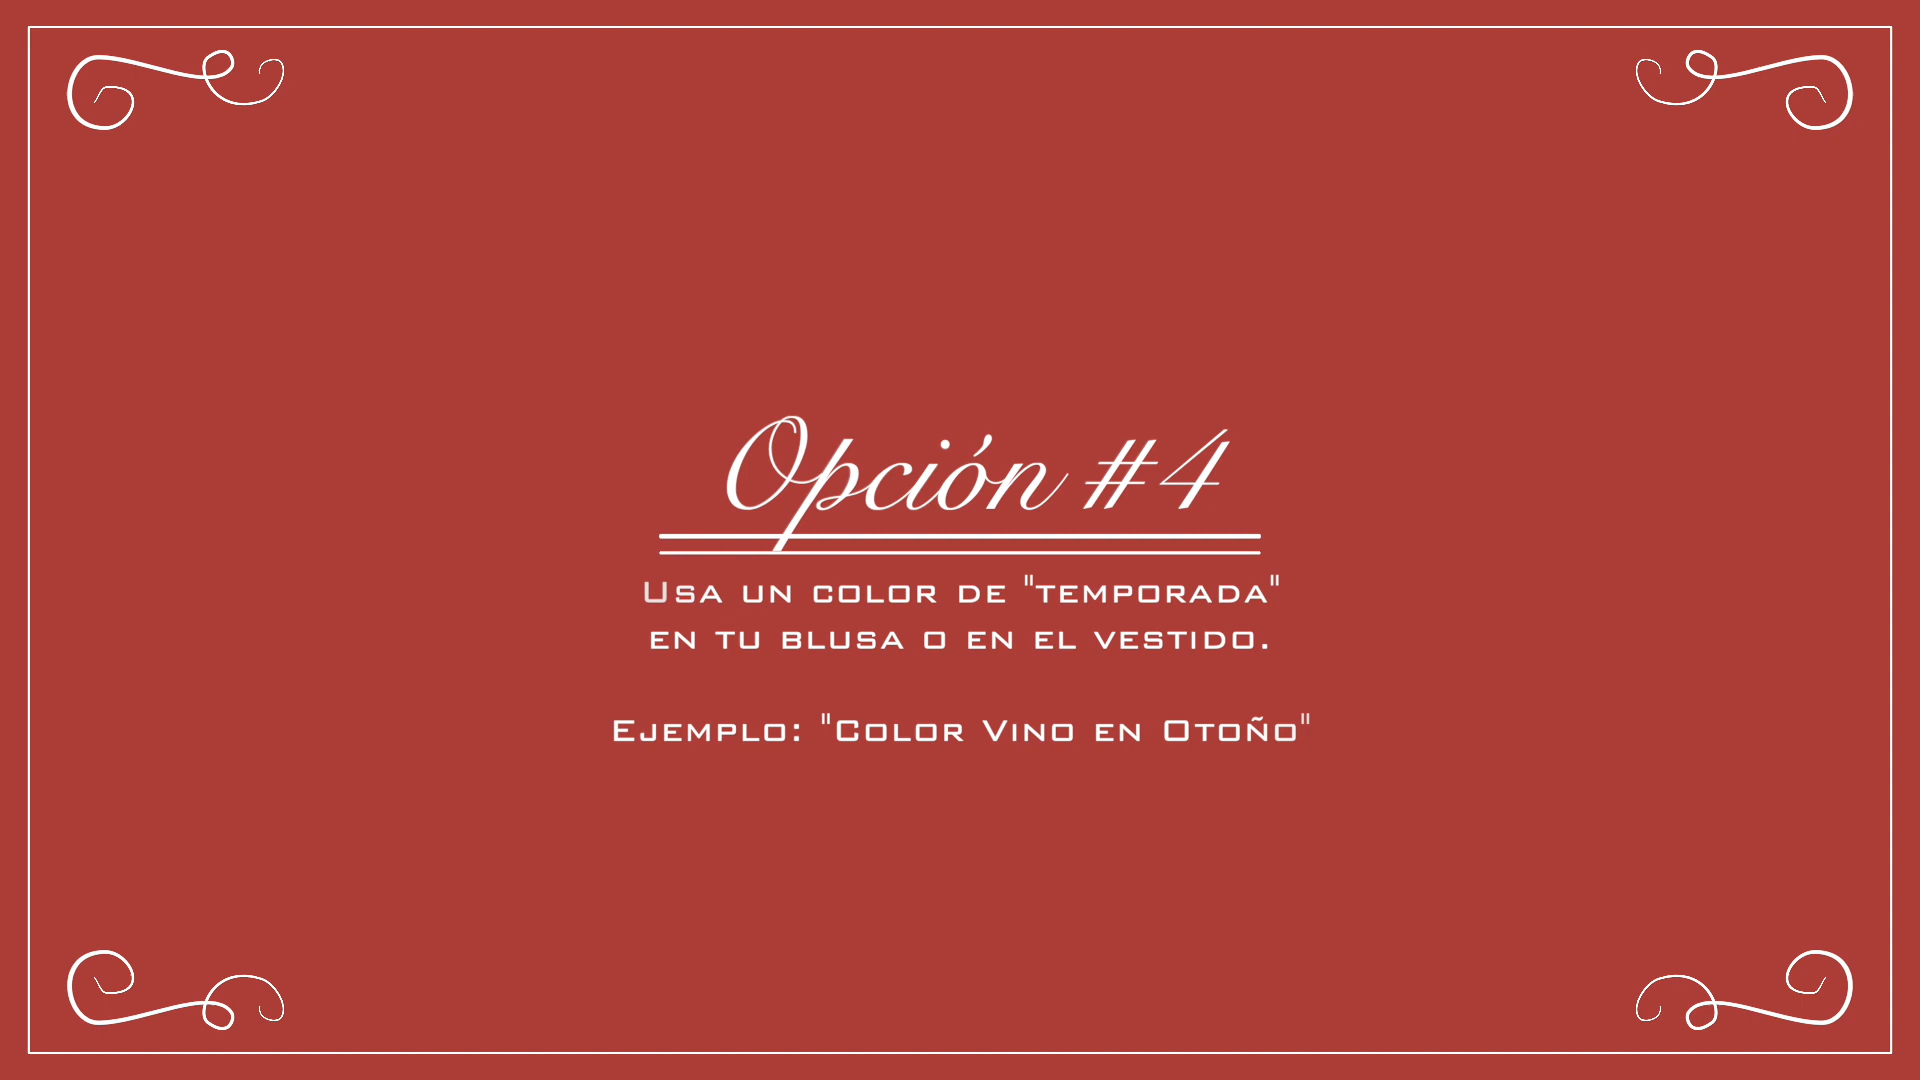 Opción #4
Usa un color de "temporada"
en tu blusa o en el vestido.
Ejemplo: "Color Vino en Otoño"